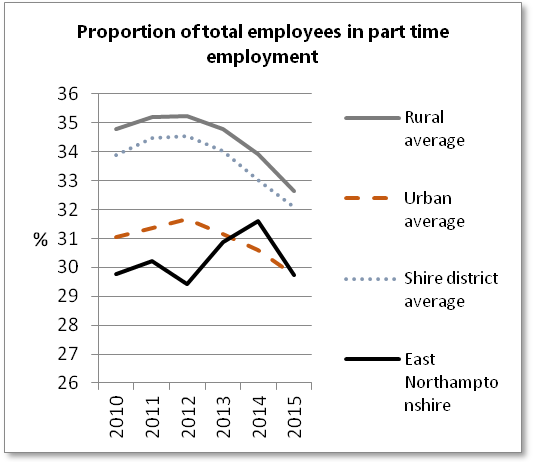 Proportion of total employees in part time
employment
36
35
34
33
32
31
30
29
28
27
26
%
2010
2011
2012
2013
2014
2015
Rural
average
Urban
average
Shire district
average
East
Northampto
nshire